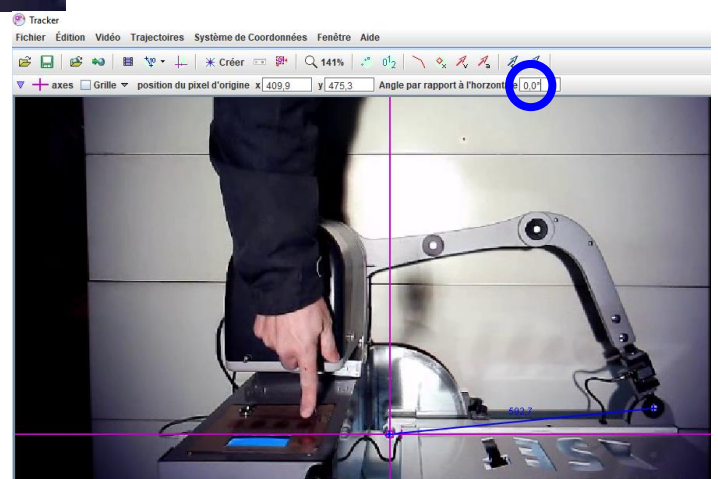 Tracker
Fichier Édition Vidéo Trajectoires Système de Coordonnées Fenêtre Aide
Créer 141%
axes Grille position du pixel d'origine x 409,9 y 475,3 Angle par rapport à l'horzontale 0,0°
592,7